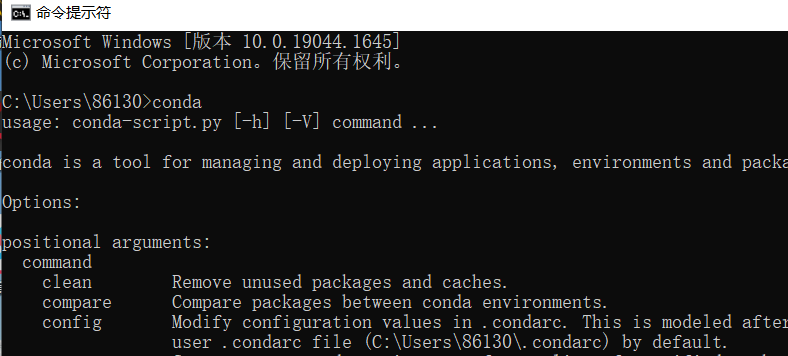 命令提示符
Microsoft Windows [版本 10.0.19044.1645]
(c) Microsoft Corporation。保留所有权利。
C:\Users\86130>conda
usage: conda-script.py [-h] [-V] command ...
conda is a tool for managing and deploying applications, environments and packa
Options:
positional arguments:
command
clean Remove unused packages and caches.
compare Compare packages between conda environments.
config Modify configuration values in .condarc. This is modeled after
user .condarc file (C:\Users\86130\.condarc) by default.